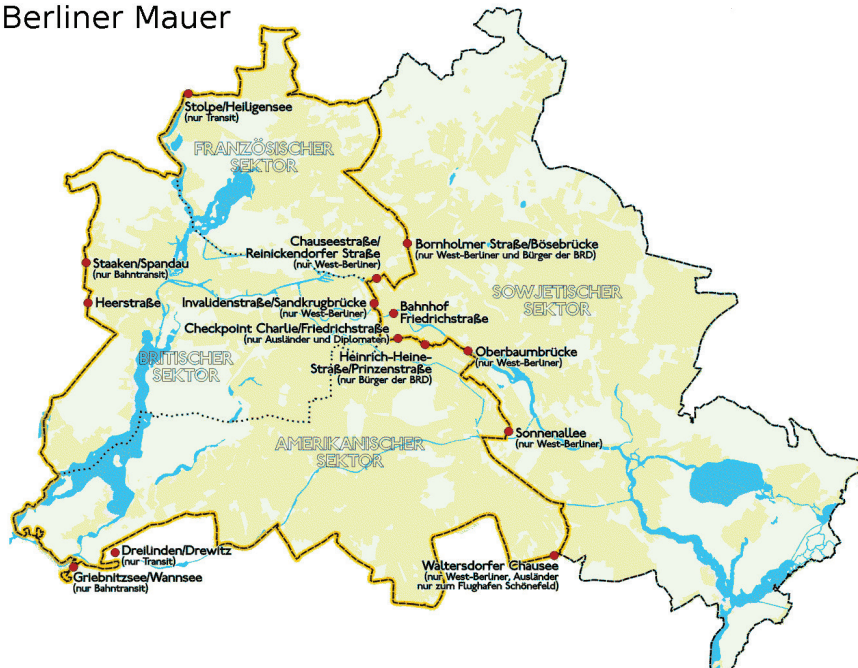 Berliner Mauer
Stolpe/Heiligensee
(nur Transit)
FRANZÖSISCHER
SEKTOR
Chauseestraße/
Reinickendorfer Straße
(nur West-Berliner)
Bornholmer Straße/Bösebrücke
(nur West-Berliner und Bürger der BRD)
Staaken/Spandau
(nur Bahntransit)
Heerstraße
Invalidenstraße/Sandkrugbrücke
(nur West-Berliner)
Bahnhof
Friedrichstraße
SOWJETISCHER
SEKTOR
Checkpoint Charlie/Friedrichstraße
(nur Ausländer und Diplomaten)
BRITISCHER
SEKTOR
Heinrich-Heine-
Straße/Prinzenstraße
(nur Bürger der BRD)
Oberbaumbrücke
(nur West-Berliner)
Sonnenallee
(nur West-Berliner)
AMERIKANISCHER
SEKTOR
Dreilinden/Drewitz
(nur Transit)
Griebnitzsee/Wannsee
(nur Bahntransit)
Waltersdorfer Chausee
(nur West-Berliner, Ausländer
nur zum Flughafen Schönefeld)